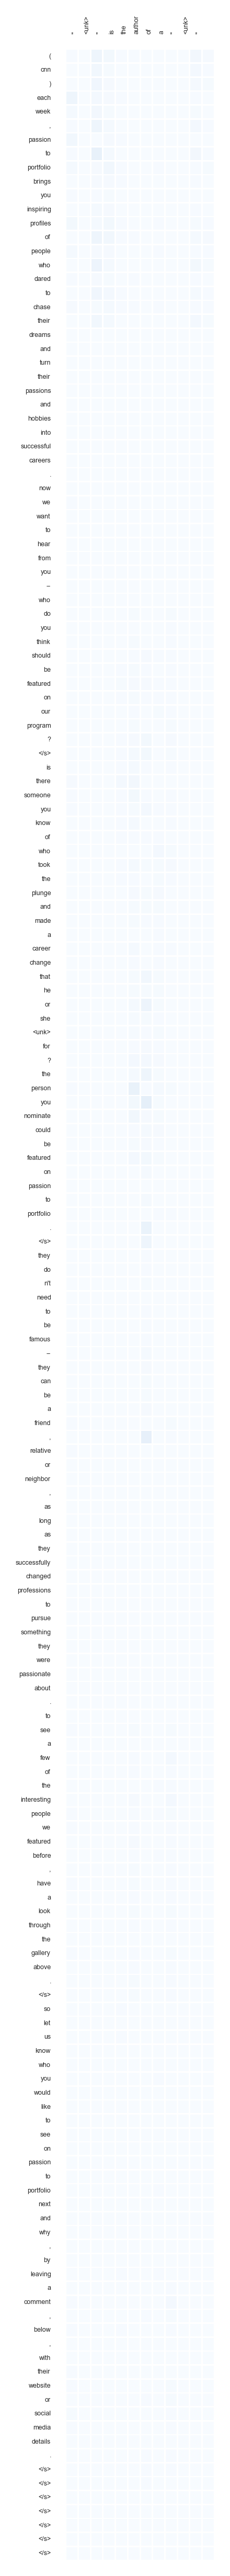 " <unk> " is the author of a " <unk> "
(
cnn
)
each
week
,
passion
to
portfolio
brings
you
inspiring
profiles
of
people
who
dared
to
chase
their
dreams
and
turn
their
passions
and
hobbies
into
successful
careers
.
now
we
want
to
hear
from
you
–
who
do
you
think
should
be
featured
on
our
program
?
</s>
is
there
someone
you
know
of
who
took
the
plunge
and
made
a
career
change
that
he
or
she
<unk>
for
?
the
person
you
nominate
could
be
featured
on
passion
to
portfolio
.
</s>
they
do
n't
need
to
be
famous
–
they
can
be
a
friend
,
relative
or
neighbor
,
as
long
as
they
successfully
changed
professions
to
pursue
something
they
were
passionate
about
.
to
see
a
few
of
the
interesting
people
we
featured
before
,
have
a
look
through
the
gallery
above
.
</s>
so
let
us
know
who
you
would
like
to
see
on
passion
to
portfolio
next
and
why
,
by
leaving
a
comment
,
below
,
with
their
website
or
social
media
details
.
</s>
</s>
</s>
</s>
</s>
</s>
</s>